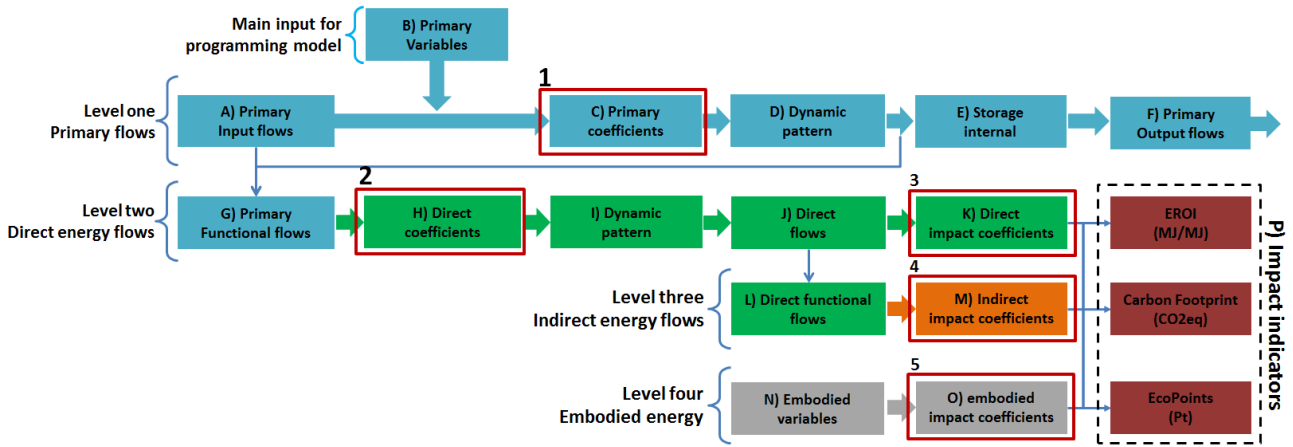 Main input for
programming model
B) Primary
Variables
Level one
Primary flows
A) Primary
Input flows
1
C) Primary
coefficients
D) Dynamic
pattern
E) Storage
internal
F) Primary
Output flows
Level two
Direct energy flows
G) Primary
Functional flows
2
H) Direct
coefficients
I) Dynamic
pattern
J) Direct
flows
3
K) Direct
impact coefficients
EROI
(MJ/MJ)
Level three
Indirect energy flows
L) Direct functional
flows
4
M) Indirect
impact coefficients
Carbon Footprint
(CO2eq)
Level four
Embodied energy
N) Embodied
variables
5
O) embodied
impact coefficients
EcoPoints
(Pt)
P) Impact indicators